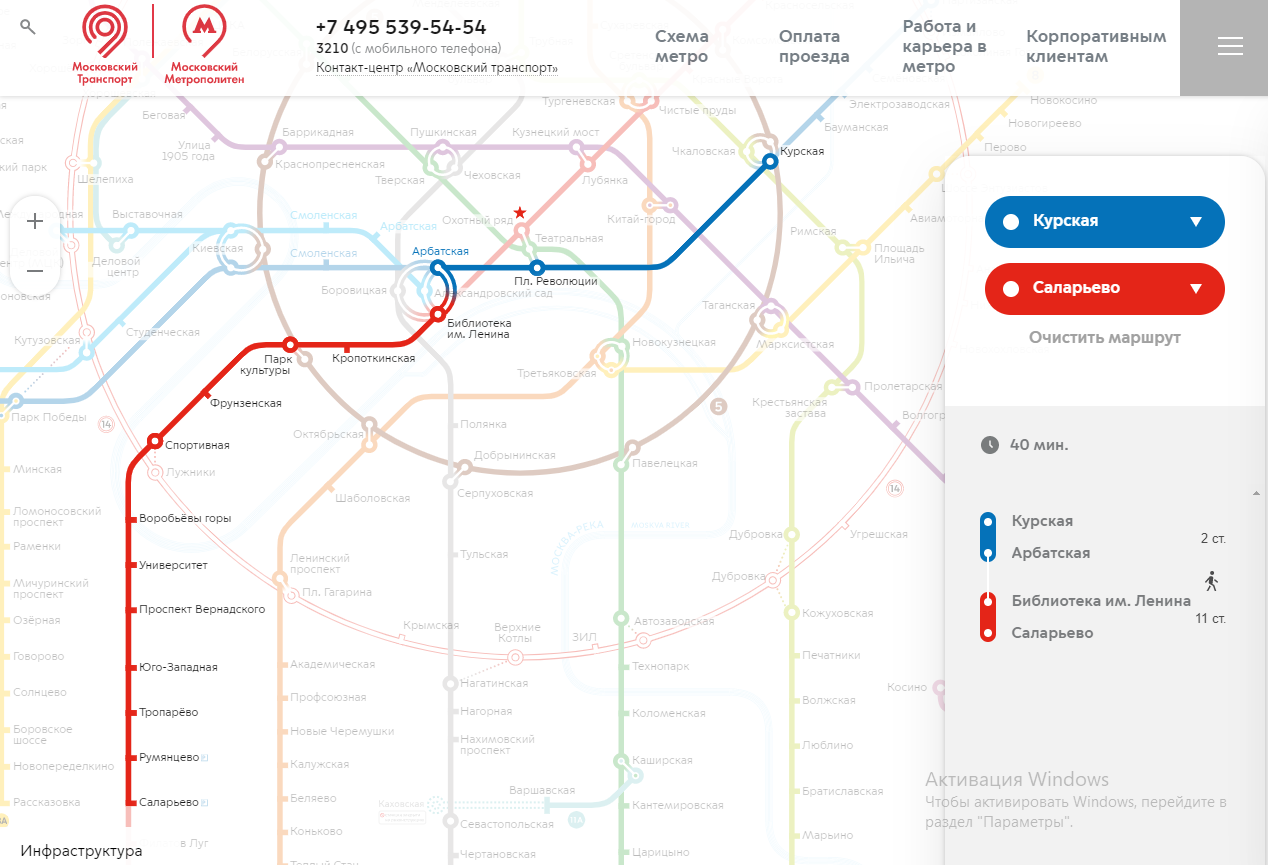 Московский
Транспорт
Московский
Метрополитен
+7 495 539-54-54
3210 (с мобильного телефона)
Контакт-центр «Московский транспорт»
Схема
метро
Оплата
проезда
Работа и
карьера в
метро
Корпоративным
клиентам
Тургеневская
Чистые пруды
Электрозаводская
Новокосино
Беговая
Баррикадная
Пушкинская
Кузнецкий мост
Бауманская
Новогиреево
Улица
1905 года
Краснопресненская
Тверская
Чеховская
Лубянка
Чкаловская
Курская
Перово
Шелепиха
Выставочная
Смоленская
Арбатская
Охотный ряд
Театральная
Китай-город
Римская
Площадь
Ильича
Киевская
Смоленская
Арбатская
Деловой
центр
Боровицкая
Александровский сад
Пл. Революции
Таганская
Марксистская
Студенческая
Кутузовская
Библиотека
им. Ленина
Новокузнецкая
Третьяковская
Парк
культуры
Кропоткинская
Пролетарская
Крестьянская
застава
Парк Победы
14
Фрунзенская
5
Октябрьская
Полянка
Спортивная
Лужники
Добрынинская
Павелецкая
Минская
Шаболовская
Серпуховская
14
Ломоносовский
проспект
Воробьёвы горы
МОСКВА-РЕКА
MOSKVA RIVER
Дубровка
Угрешская
Раменки
Университет
Ленинский
проспект
Тульская
Мичуринский
проспект
Пл. Гагарина
Дубровка
Озёрная
Проспект Вернадского
Крымская
Верхние
Котлы
ЗИЛ
Автозаводская
Кожуховская
Говорово
Юго-Западная
Академическая
Технопарк
Печатники
Солнцево
Профсоюзная
Нагатинская
Косино
Тропарёво
Нагорная
Коломенская
Волжская
Боровское
шоссе
Новые Черемушки
Нахимовский
проспект
Люблино
Новопеределкино
Румянцево
Калужская
Каширская
Рассказовка
Саларьево
Беляево
Каховская
Варшавская
11А
Кантемировская
Братиславская
Коньково
Севастопольская
Марьино
Чертановская
Царицыно
Инфраструктура
Курская
Саларьево
Очистить маршрут
40 мин.
Курская
Арбатская
2 ст.
Библиотека им. Ленина
11 ст.
Саларьево
Активация Windows
Чтобы активировать Windows, перейдите в
раздел "Параметры".